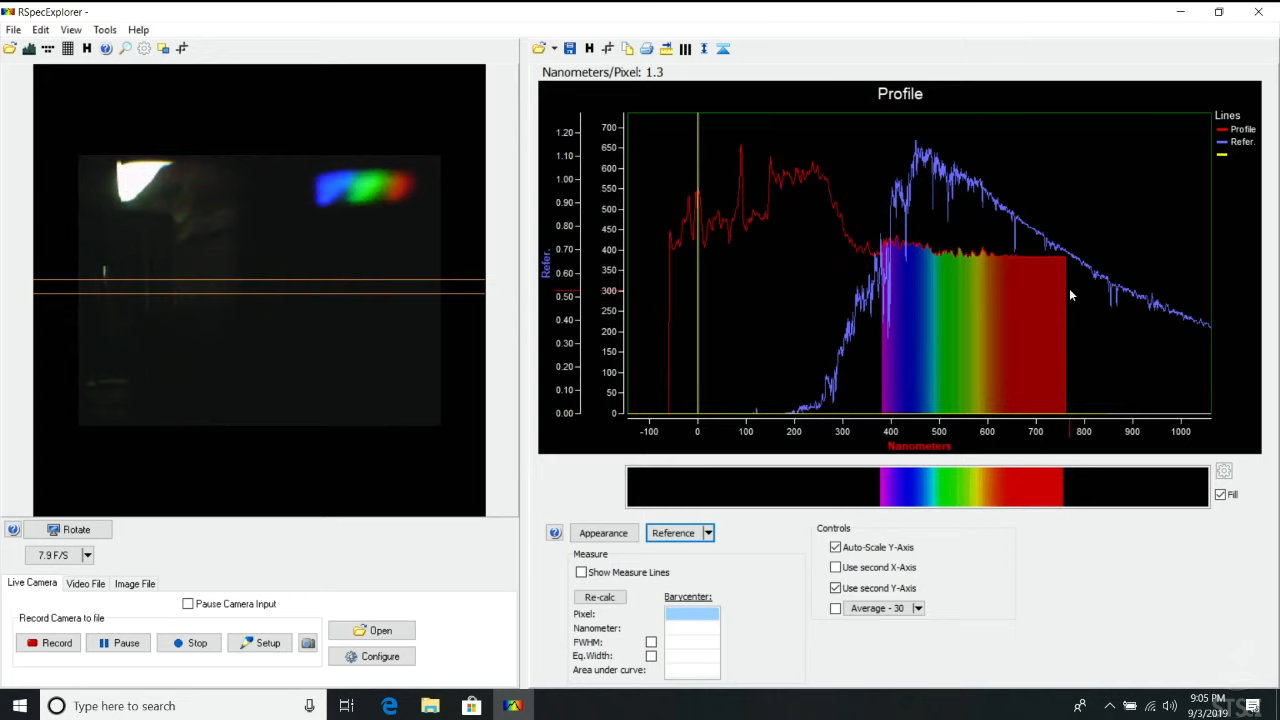 RSpecExplorer -
File Edit View Tools Help
Nanometers/Pixel: 1.3
Profile
Lines
Profile
Refer.
1.20
1.10
1.00
0.90
0.80
0.70
0.60
0.50
0.40
0.30
0.20
0.10
0.00
Refer.
700
650
600
550
500
450
400
350
300
250
200
150
100
50
0
-100 0 100 200 300 400 500 600 700 800 900 1000
Nanometers
Fill
Rotate
7.9 F/S
Live Camera Video File Image File
Pause Camera Input
Record Camera to file
Record Pause Stop Setup
Open
Configure
Appearance Reference
Measure
Show Measure Lines
Re-calc Barycenter:
Pixel:
Nanometer:
FWHM:
Eq.Width:
Area under curve:
Controls
Auto-Scale Y-Axis
Use second X-Axis
Use second Y-Axis
Average - 30
Type here to search
9:05 PM
9/3/2019